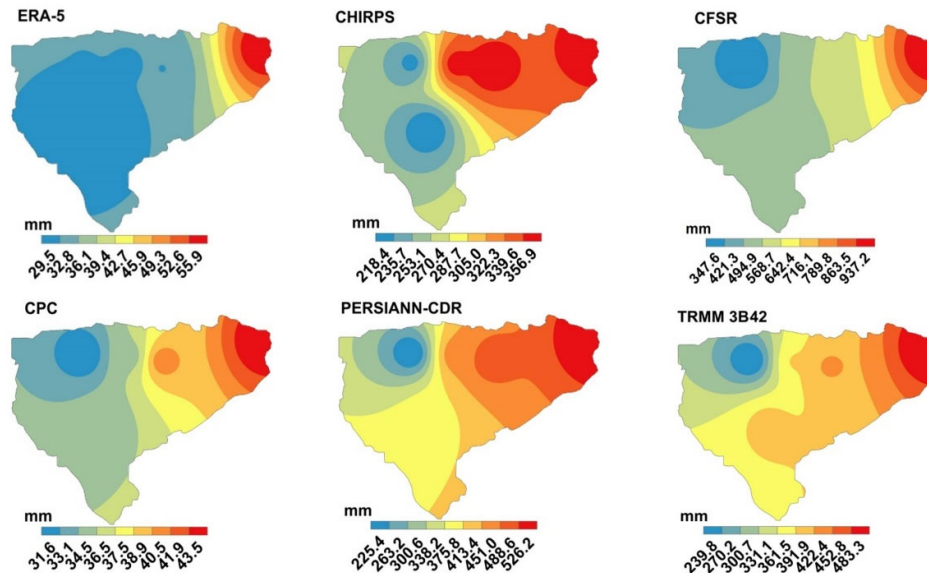 ERA-5
CHIRPS
CFSR
mm
29.5 32.8 36.1 39.4 42.7 45.9 49.3 52.6 55.9
mm
218.4 235.7 253.1 270.4 287.7 305.0 322.3 339.6 356.9
mm
347.6 421.3 494.9 568.7 642.4 716.1 789.8 863.5 937.2
CPC
PERSIANN-CDR
TRMM 3B42
mm
31.6 33.1 34.5 36.5 37.5 38.9 40.5 41.9 43.5
mm
225.4 263.2 300.6 338.2 375.8 413.4 451.0 488.6 526.2
mm
239.8 270.2 300.7 331.1 361.5 391.9 422.4 452.8 483.3